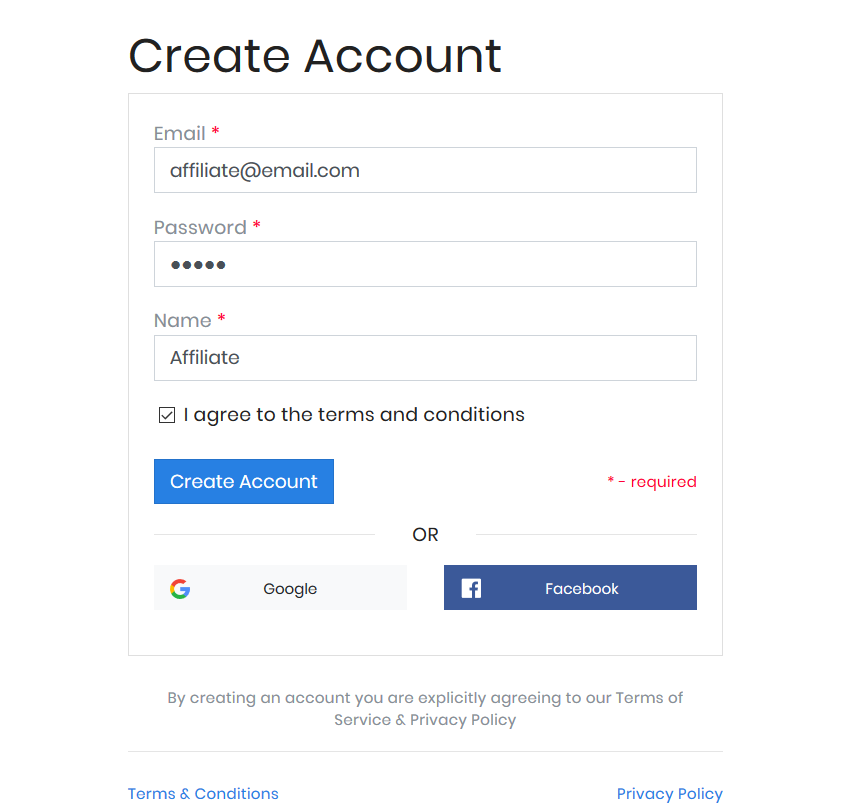 Create Account
Email *
affiliate@email.com
Password *
●●●●●
Name *
Affiliate
I agree to the terms and conditions
Create Account
* - required
OR
Google
Facebook
By creating an account you are explicitly agreeing to our Terms of
Service & Privacy Policy
Terms & Conditions
Privacy Policy